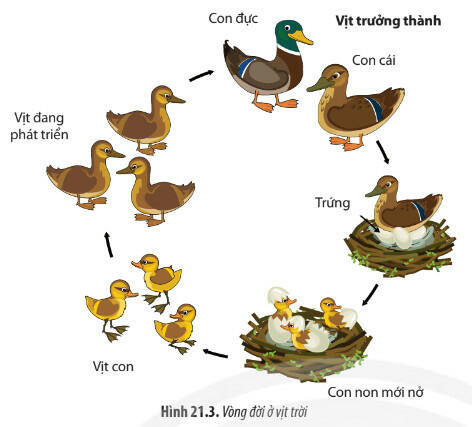 Con đực
Vịt trưởng thành
Con cái
Vịt đang
phát triển
Trứng
Vịt con
Con non mới nở
Hình 21.3. Vòng đời ở vịt trời